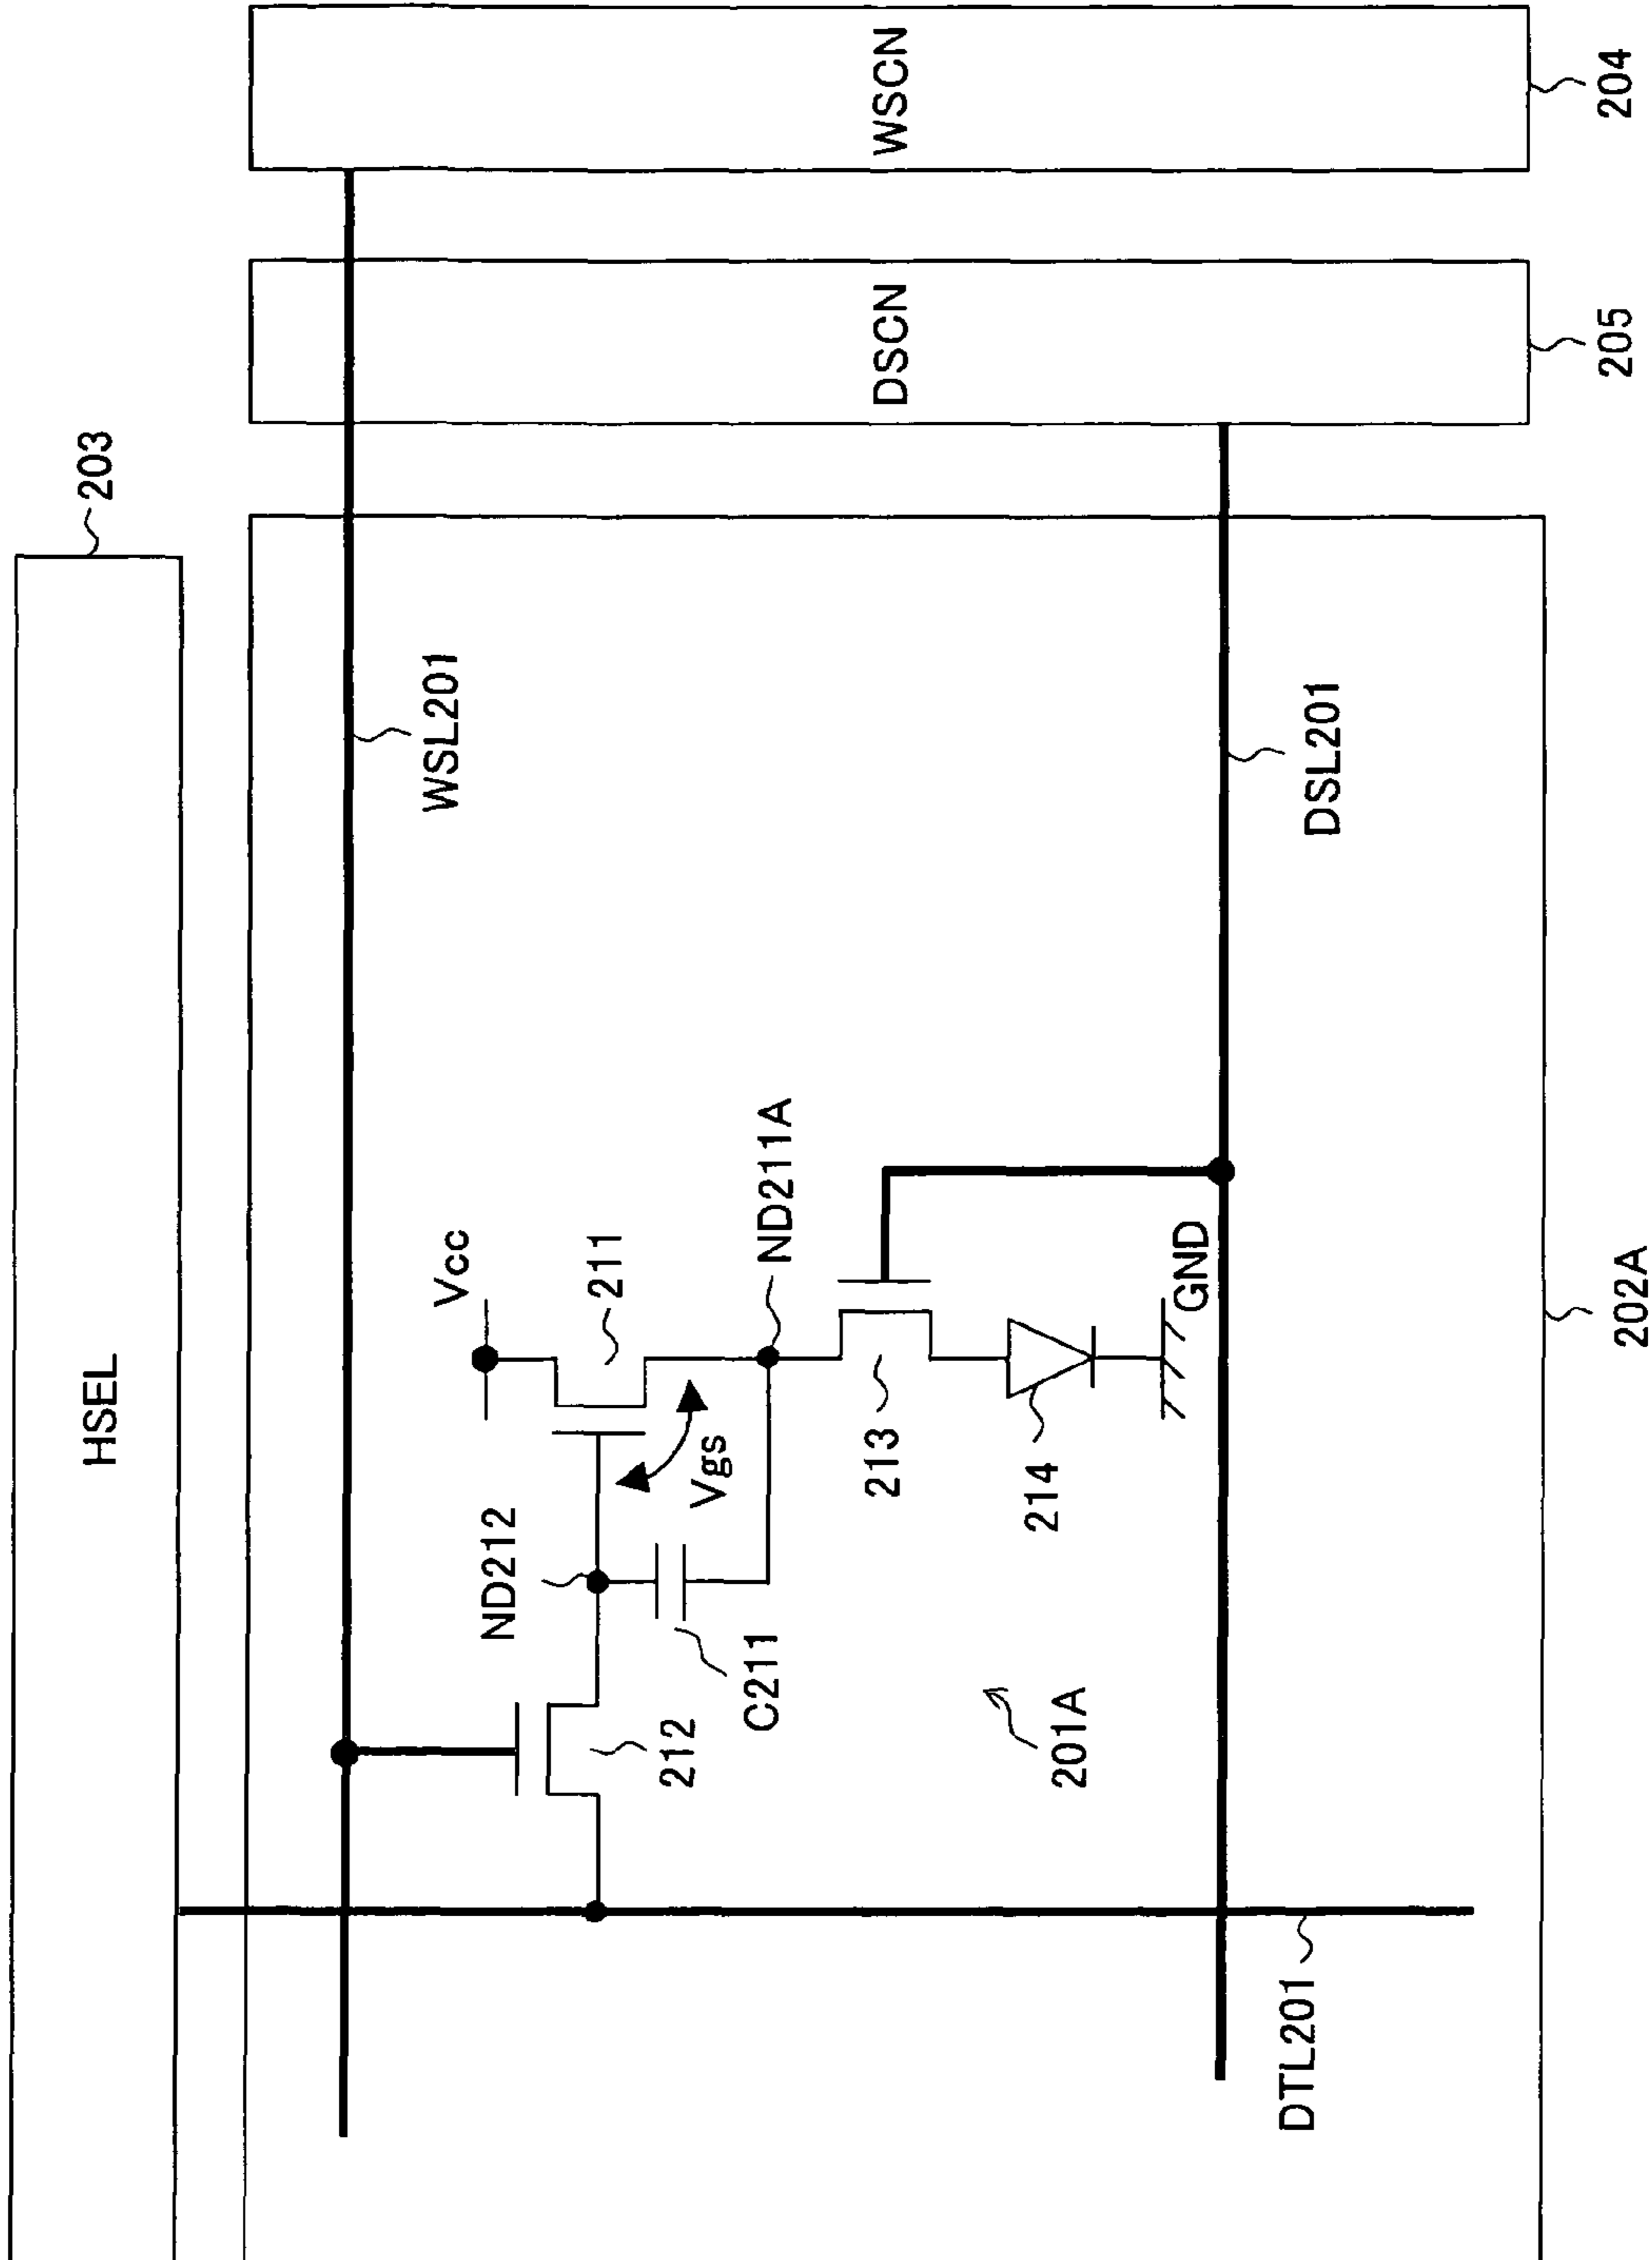 HSEL
203
WSCN
204
DSCN
205
WSL201
DSL201
Vcc
211
ND211A
Vgs
ND212
C211
212
213
214
GND
201A
DTL201
202A